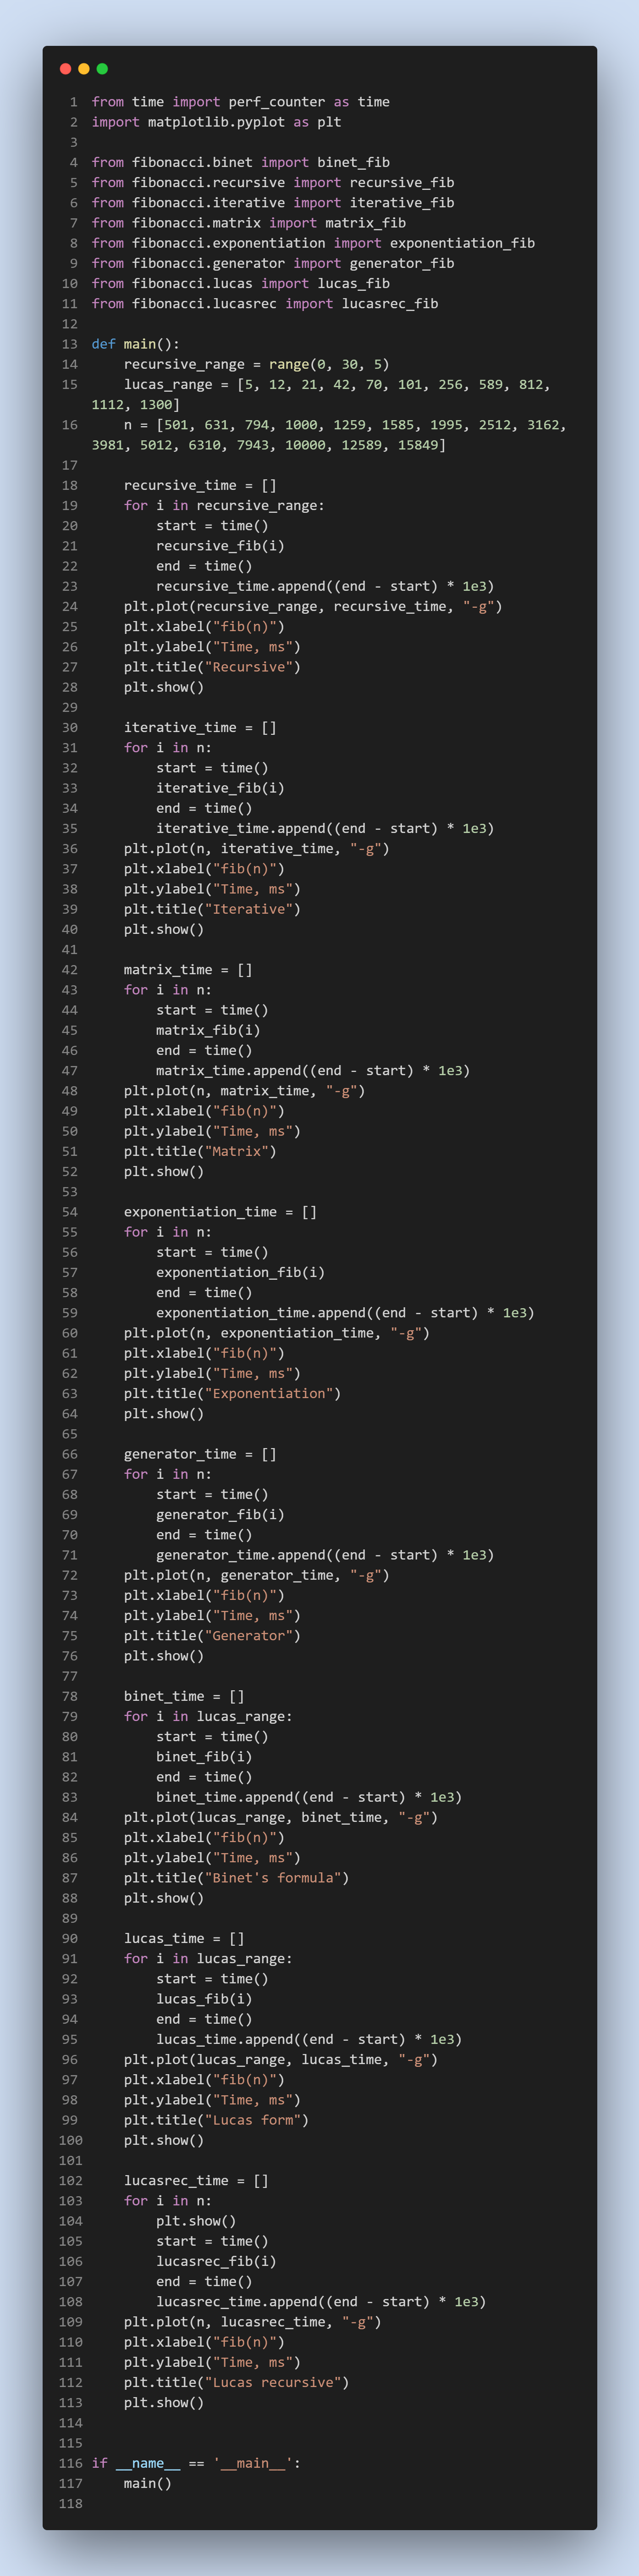 1 from time import perf_counter as time
2 import matplotlib.pyplot as plt
3
4 from fibonacci.binet import binet_fib
5 from fibonacci.recursive import recursive_fib
6 from fibonacci.iterative import iterative_fib
7 from fibonacci.matrix import matrix_fib
8 from fibonacci.exponentiation import exponentiation_fib
9 from fibonacci.generator import generator_fib
10 from fibonacci.lucas import lucas_fib
11 from fibonacci.lucasrec import lucasrec_fib
12
13 def main():
14     recursive_range = range(0, 30, 5)
15     lucas_range = [5, 12, 21, 42, 70, 101, 256, 589, 812,
1112, 1300]
16     n = [501, 631, 794, 1000, 1259, 1585, 1995, 2512, 3162,
3981, 5012, 6310, 7943, 10000, 12589, 15849]
17
18     recursive_time = []
19     for i in recursive_range:
20         start = time()
21         recursive_fib(i)
22         end = time()
23         recursive_time.append((end - start) * 1e3)
24     plt.plot(recursive_range, recursive_time, "-g")
25     plt.xlabel("fib(n)")
26     plt.ylabel("Time, ms")
27     plt.title("Recursive")
28     plt.show()
29
30     iterative_time = []
31     for i in n:
32         start = time()
33         iterative_fib(i)
34         end = time()
35         iterative_time.append((end - start) * 1e3)
36     plt.plot(n, iterative_time, "-g")
37     plt.xlabel("fib(n)")
38     plt.ylabel("Time, ms")
39     plt.title("Iterative")
40     plt.show()
41
42     matrix_time = []
43     for i in n:
44         start = time()
45         matrix_fib(i)
46         end = time()
47         matrix_time.append((end - start) * 1e3)
48     plt.plot(n, matrix_time, "-g")
49     plt.xlabel("fib(n)")
50     plt.ylabel("Time, ms")
51     plt.title("Matrix")
52     plt.show()
53
54     exponentiation_time = []
55     for i in n:
56         start = time()
57         exponentiation_fib(i)
58         end = time()
59         exponentiation_time.append((end - start) * 1e3)
60     plt.plot(n, exponentiation_time, "-g")
61     plt.xlabel("fib(n)")
62     plt.ylabel("Time, ms")
63     plt.title("Exponentiation")
64     plt.show()
65
66     generator_time = []
67     for i in n:
68         start = time()
69         generator_fib(i)
70         end = time()
71         generator_time.append((end - start) * 1e3)
72     plt.plot(n, generator_time, "-g")
73     plt.xlabel("fib(n)")
74     plt.ylabel("Time, ms")
75     plt.title("Generator")
76     plt.show()
77
78     binet_time = []
79     for i in lucas_range:
80         start = time()
81         binet_fib(i)
82         end = time()
83         binet_time.append((end - start) * 1e3)
84     plt.plot(lucas_range, binet_time, "-g")
85     plt.xlabel("fib(n)")
86     plt.ylabel("Time, ms")
87     plt.title("Binet's formula")
88     plt.show()
89
90     lucas_time = []
91     for i in lucas_range:
92         start = time()
93         lucas_fib(i)
94         end = time()
95         lucas_time.append((end - start) * 1e3)
96     plt.plot(lucas_range, lucas_time, "-g")
97     plt.xlabel("fib(n)")
98     plt.ylabel("Time, ms")
99     plt.title("Lucas form")
100     plt.show()
101
102     lucasrec_time = []
103     for i in n:
104         plt.show()
105         start = time()
106         lucasrec_fib(i)
107         end = time()
108         lucasrec_time.append((end - start) * 1e3)
109     plt.plot(n, lucasrec_time, "-g")
110     plt.xlabel("fib(n)")
111     plt.ylabel("Time, ms")
112     plt.title("Lucas recursive")
113     plt.show()
114
115
116 if __name__ == '__main__':
117     main()
118